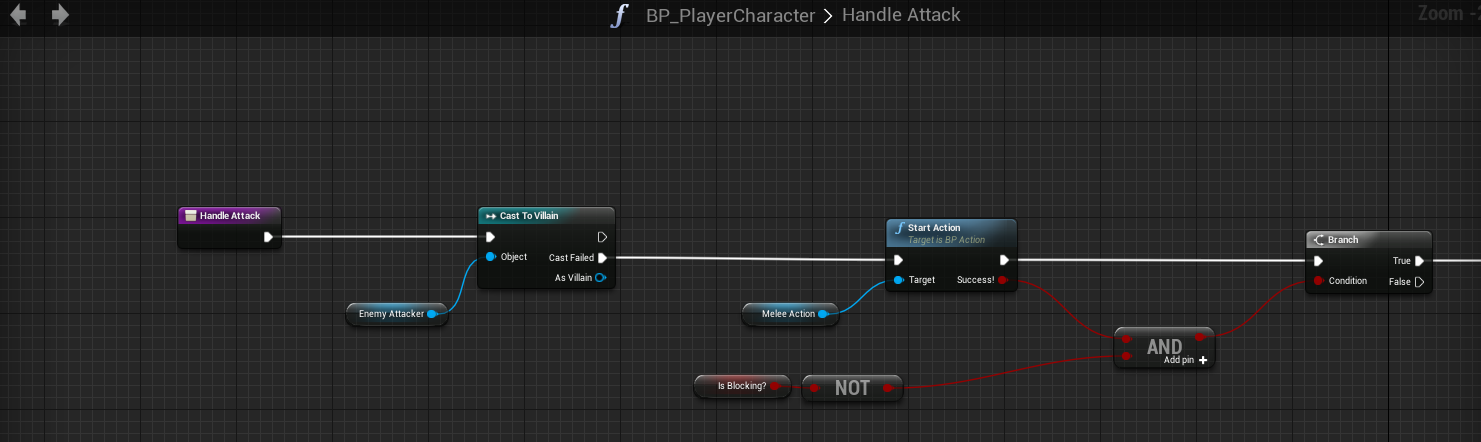 BP_PlayerCharacter > Handle Attack
Zoom -2
Handle Attack
Cast To Villain
Object
Cast Failed
As Villain
Enemy Attacker
f Start Action
Target is BP Action
Target
Success!
Melee Action
Is Blocking?
NOT
AND
Add pin +
Branch
True
Condition
False